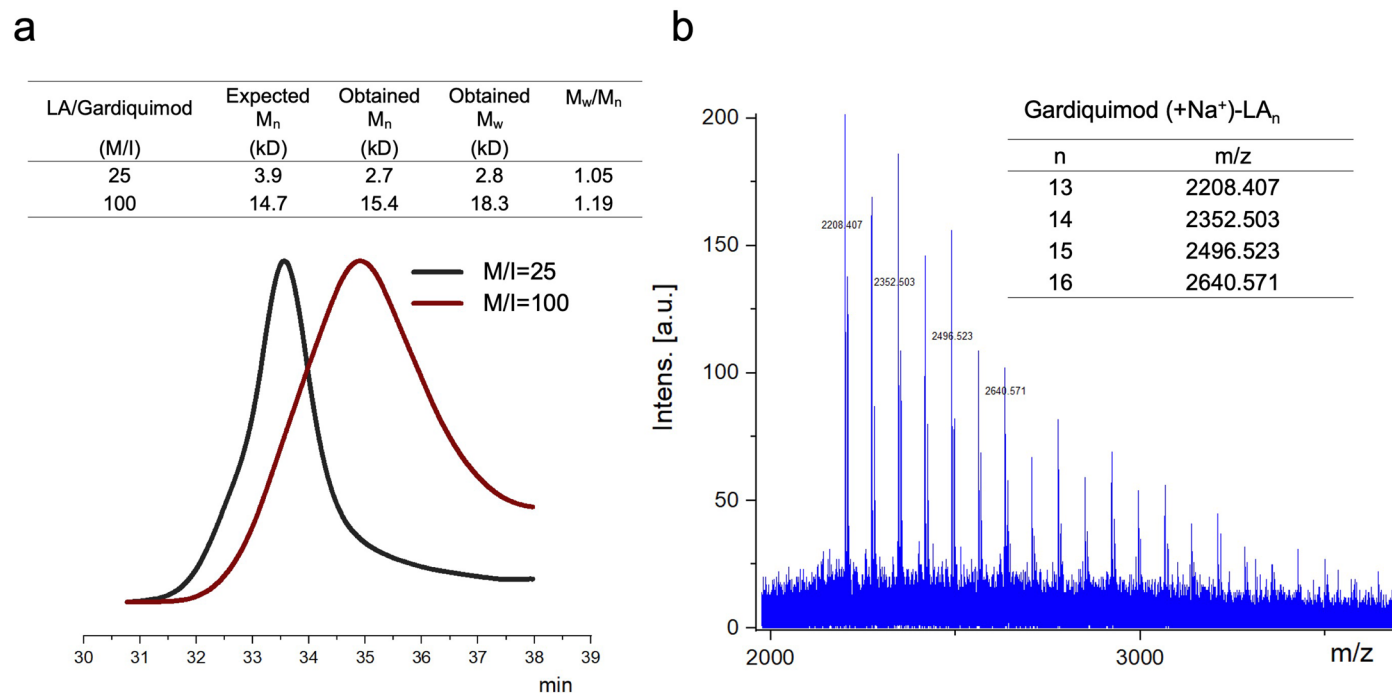 a
LA/Gardiquimod Expected Obtained Obtained Mw/Mn
Mn Mn Mw
(M/I) (kD) (kD) (kD)
25 3.9 2.7 2.8 1.05
100 14.7 15.4 18.3 1.19
M/I=25
M/I=100
30 31 32 33 34 35 36 37 38 39
min
b
Gardiquimod (+Na⁺)-LAn
n m/z
13 2208.407
14 2352.503
15 2496.523
16 2640.571
200
150
100
50
0
Intens. [a.u.]
2208.407
2352.503
2496.523
2640.571
2000 3000 m/z